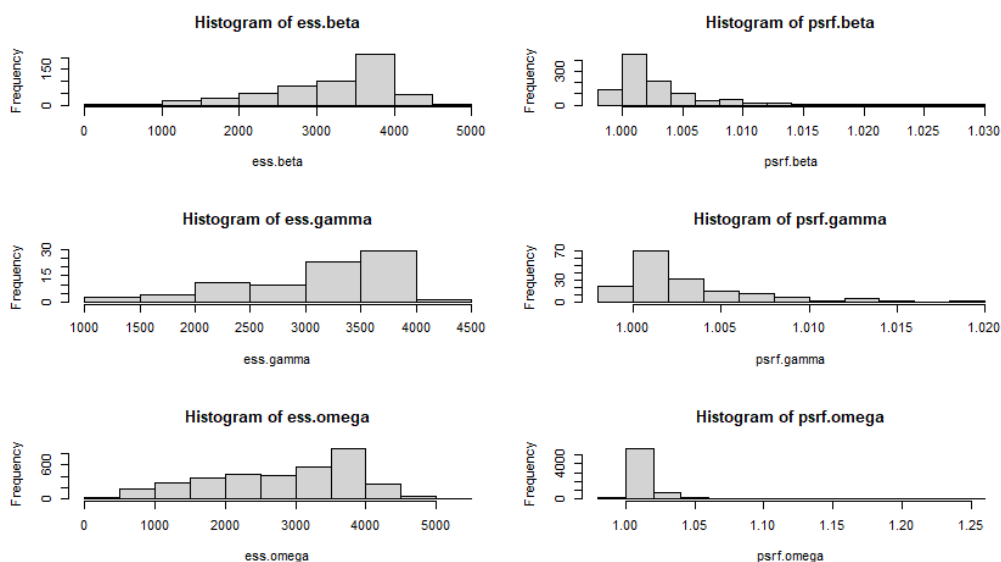 Histogram of ess.beta
Frequency
0 150
0 1000 2000 3000 4000 5000
ess.beta
Histogram of psrf.beta
Frequency
0 300
1.000 1.005 1.010 1.015 1.020 1.025 1.030
psrf.beta
Histogram of ess.gamma
Frequency
0 15 30
1000 1500 2000 2500 3000 3500 4000 4500
ess.gamma
Histogram of psrf.gamma
Frequency
0 30 70
1.000 1.005 1.010 1.015 1.020
psrf.gamma
Histogram of ess.omega
Frequency
0 600
0 1000 2000 3000 4000 5000
ess.omega
Histogram of psrf.omega
Frequency
0 4000
1.00 1.05 1.10 1.15 1.20 1.25
psrf.omega